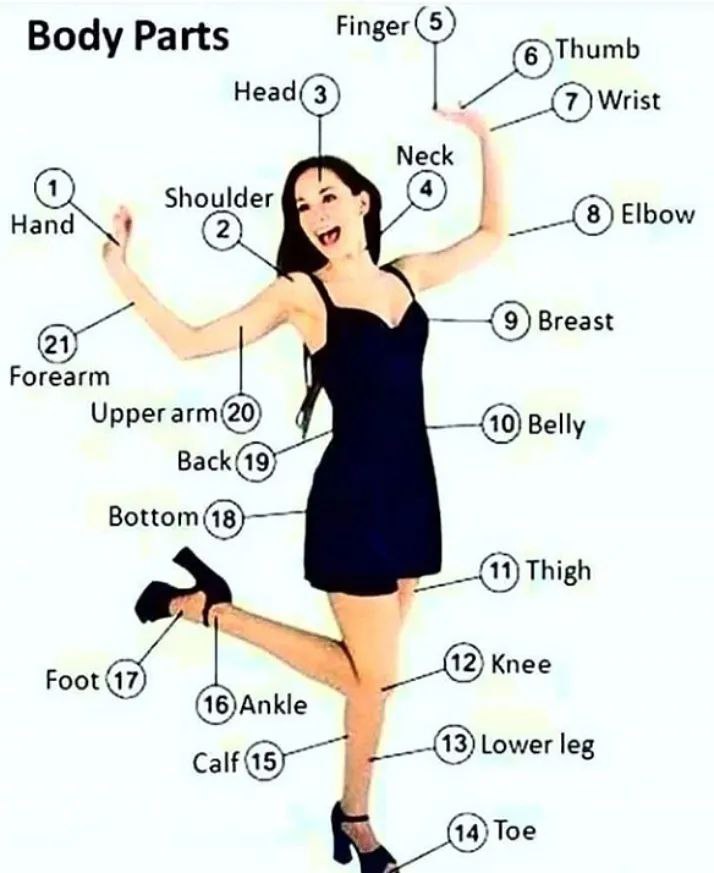 Body Parts
Finger 5
6 Thumb
Head 3
7 Wrist
Neck
4
1
Hand
Shoulder
2
8 Elbow
9 Breast
21
Forearm
Upper arm 20
10 Belly
Back 19
Bottom 18
11 Thigh
12 Knee
Foot 17
16 Ankle
13 Lower leg
Calf 15
14 Toe